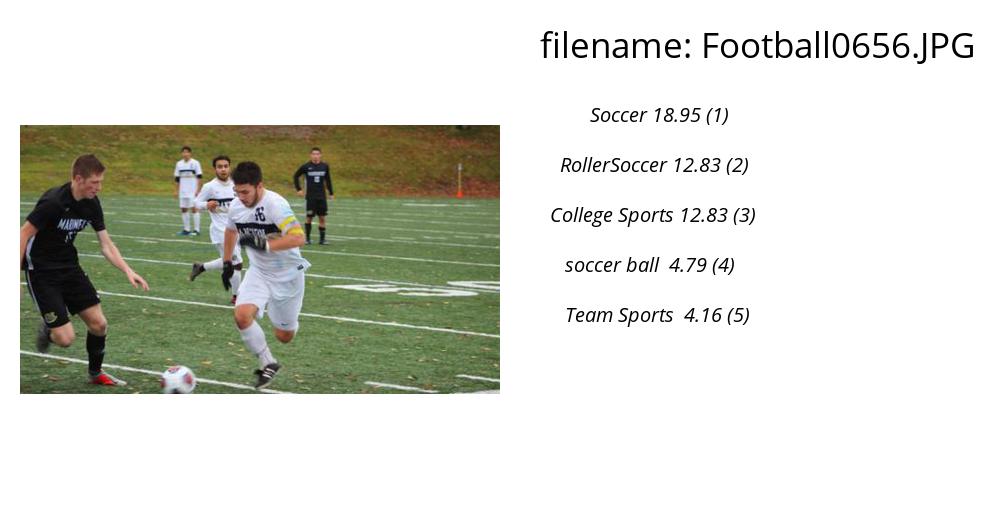 filename: Football0656.JPG
Soccer 18.95 (1)
RollerSoccer 12.83 (2)
College Sports 12.83 (3)
soccer ball 4.79 (4)
Team Sports 4.16 (5)